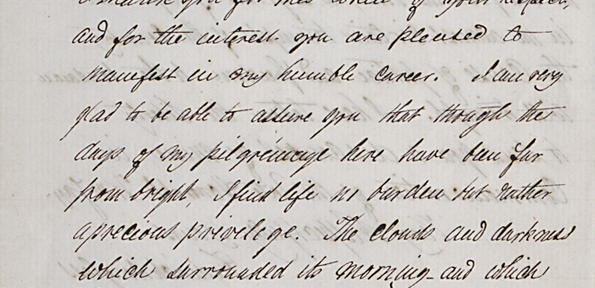 you for this of your respect,
and for the interest you are pleased to
manifest in my humble career. I am very
glad to be able to assure you that though the
days of my pilgrimage here have been far
from bright, I find life no burden but rather
a precious privilege. The clouds and darkness
which surrounded its morning - and which